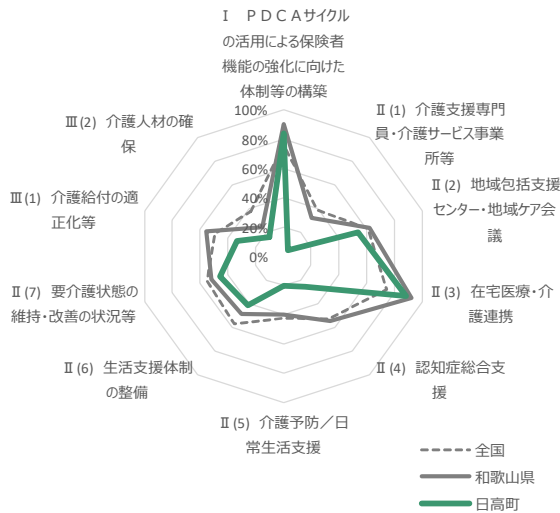 Ⅰ　ＰＤＣＡサイクル
の活用による保険者
機能の強化に向けた
体制等の構築
Ⅱ(1) 介護支援専門
員・介護サービス事業
所等
Ⅱ(2) 地域包括支援
センター・地域ケア会
議
Ⅱ(3) 在宅医療・介
護連携
Ⅱ(4) 認知症総合支
援
Ⅱ(5) 介護予防／日
常生活支援
Ⅱ(6) 生活支援体制
の整備
Ⅱ(7) 要介護状態の
維持・改善の状況等
Ⅲ(1) 介護給付の適
正化等
Ⅲ(2) 介護人材の確
保
100%
80%
60%
40%
20%
0%
全国
和歌山県
日高町